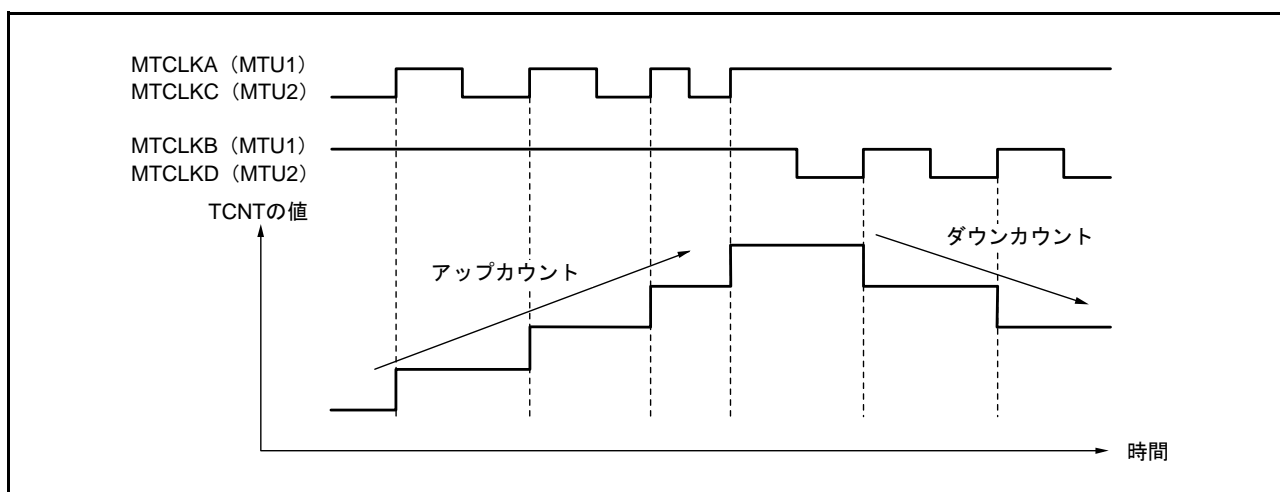 MTCLKA（MTU1）
MTCLKC（MTU2）
MTCLKB（MTU1）
MTCLKD（MTU2）
TCNTの値
アップカウント
ダウンカウント
時間